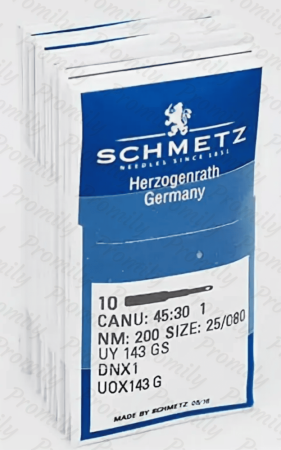 SCHMETZ
NEEDLES SINCE 1851
Herzogenrath
Germany
10
CANU: 45:30 1
NM: 200 SIZE: 25/080
UY 143 GS
DNX1
UOX143 G
MADE BY SCHMETZ 05/16
Promily